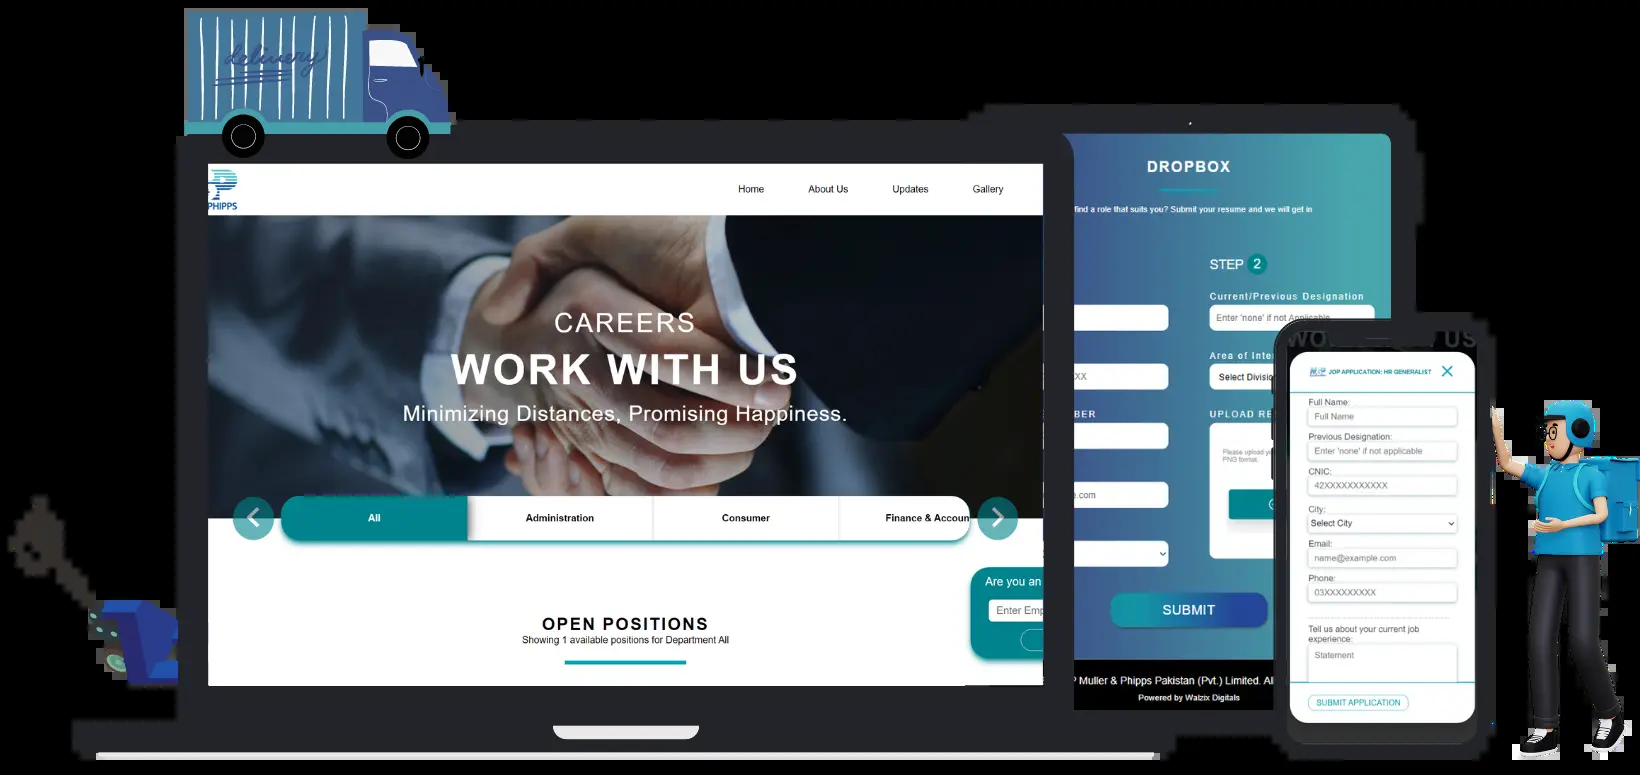 delivery
PHIPPS
Home About Us Updates Gallery
CAREERS
WORK WITH US
Minimizing Distances, Promising Happiness.
All Administration Consumer Finance & Accoun
Are you an
Enter Emp
OPEN POSITIONS
Showing 1 available positions for Department All
DROPBOX
find a role that suits you? Submit your resume and we will get in
STEP 2
Current/Previous Designation
Enter 'none' if not Applicable
XX
Area of Inte
Select Divisio
BER
UPLOAD RE
Please upload yo
PNG format.
e.com
SUBMIT
P Muller & Phipps Pakistan (Pvt.) Limited. All
Powered by Walzix Digitals
WO US
M&P JOP APPLICATION: HR GENERALIST
Full Name:
Full Name
Previous Designation:
Enter 'none' if not applicable
CNIC:
42XXXXXXXXXXX
City:
Select City
Email:
name@example.com
Phone:
03XXXXXXXXX
Tell us about your current job
experience:
Statement
SUBMIT APPLICATION